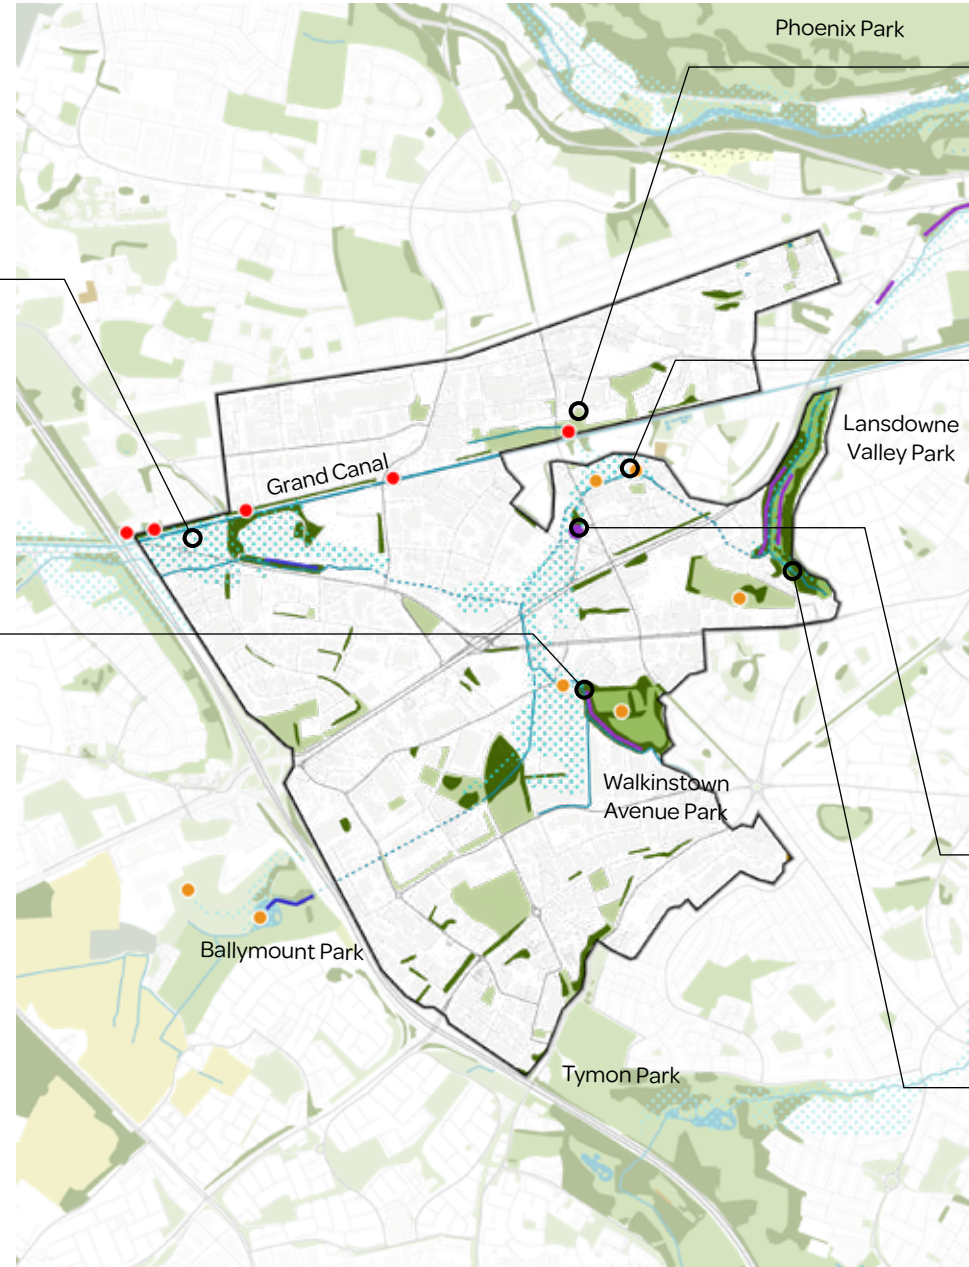 Phoenix Park
Lansdowne
Valley Park
Grand Canal
Walkinstown
Avenue Park
Ballymount Park
Tymon Park